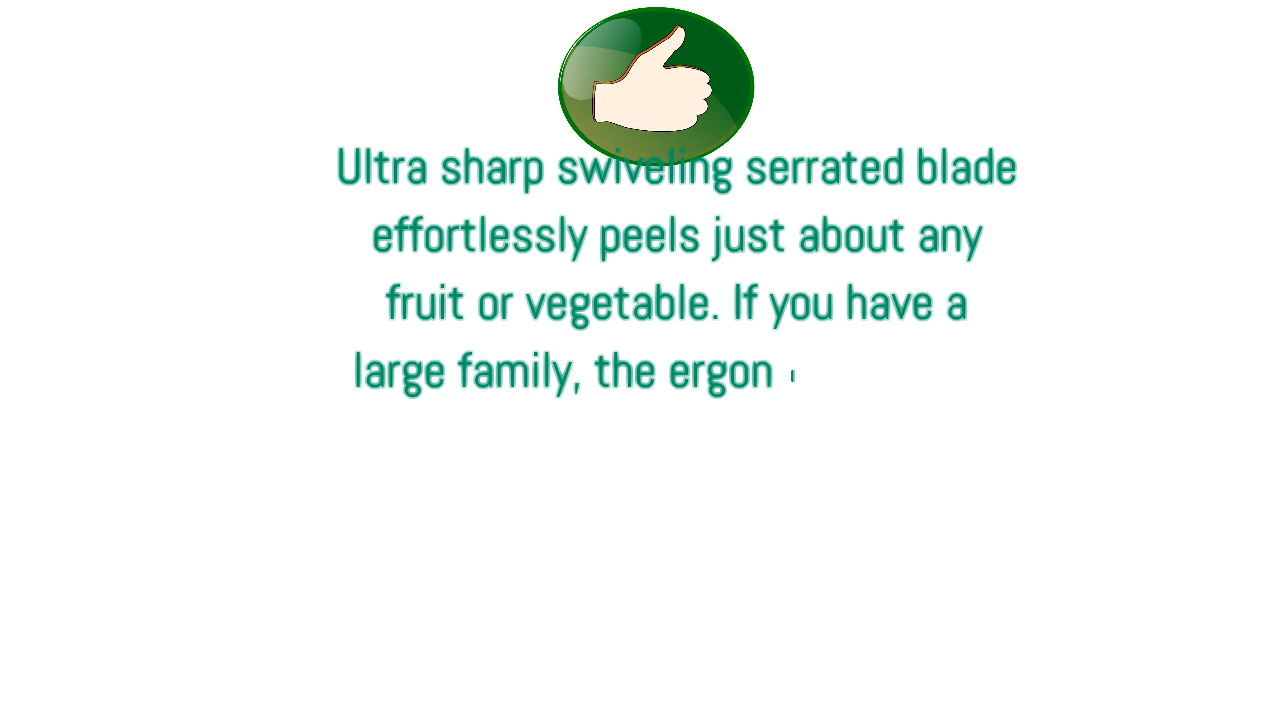 Ultra sharp swiveling serrated blade
effortlessly peels just about any
fruit or vegetable. If you have a
large family, the ergon